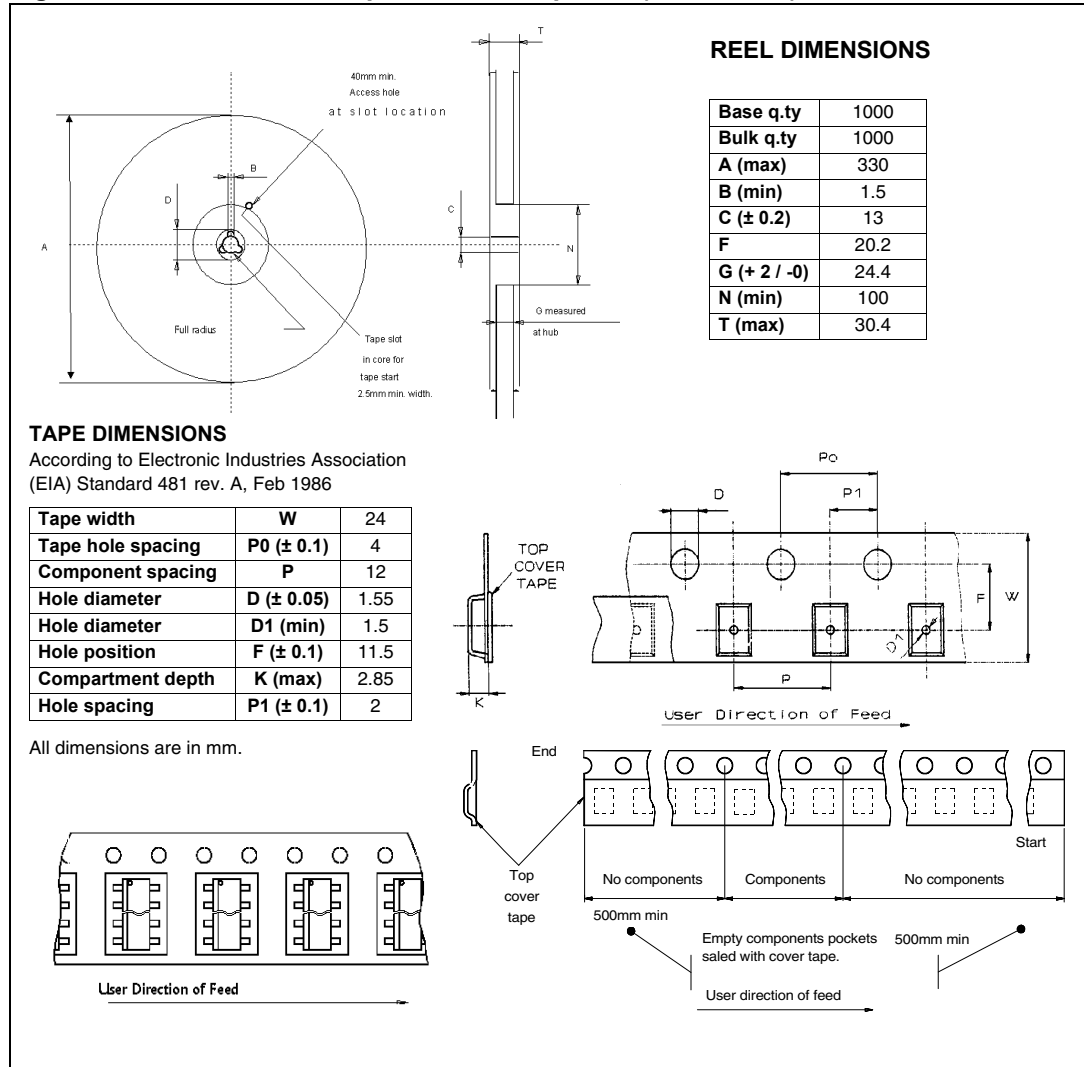 REEL DIMENSIONS
T
40mm min.
Access hole
at slot location
B
D
A
C
N
Full radius
Tape slot
in core for
tape start
2.5mm min. width.
G measured
at hub
Base q.ty 1000
Bulk q.ty 1000
A (max) 330
B (min) 1.5
C (± 0.2) 13
F 20.2
G (+ 2 / -0) 24.4
N (min) 100
T (max) 30.4
TAPE DIMENSIONS
According to Electronic Industries Association
(EIA) Standard 481 rev. A, Feb 1986
Tape width W 24
Tape hole spacing P0 (± 0.1) 4
Component spacing P 12
Hole diameter D (± 0.05) 1.55
Hole diameter D1 (min) 1.5
Hole position F (± 0.1) 11.5
Compartment depth K (max) 2.85
Hole spacing P1 (± 0.1) 2
All dimensions are in mm.
TOP
COVER
TAPE
K
Po
D
P1
F
W
D1
P
User Direction of Feed
End
Start
Top
cover
tape
No components
Components
No components
500mm min
Empty components pockets
saled with cover tape.
500mm min
User direction of feed
User Direction of Feed